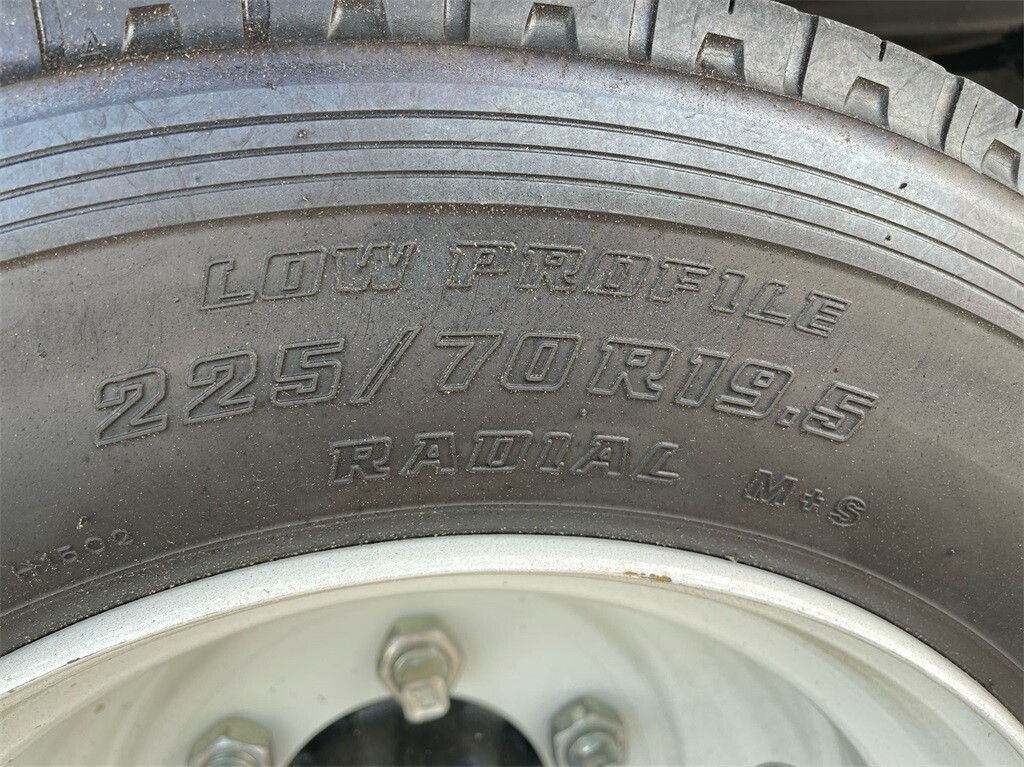 LOW PROFILE
225/70R19.5
RADIAL M+S